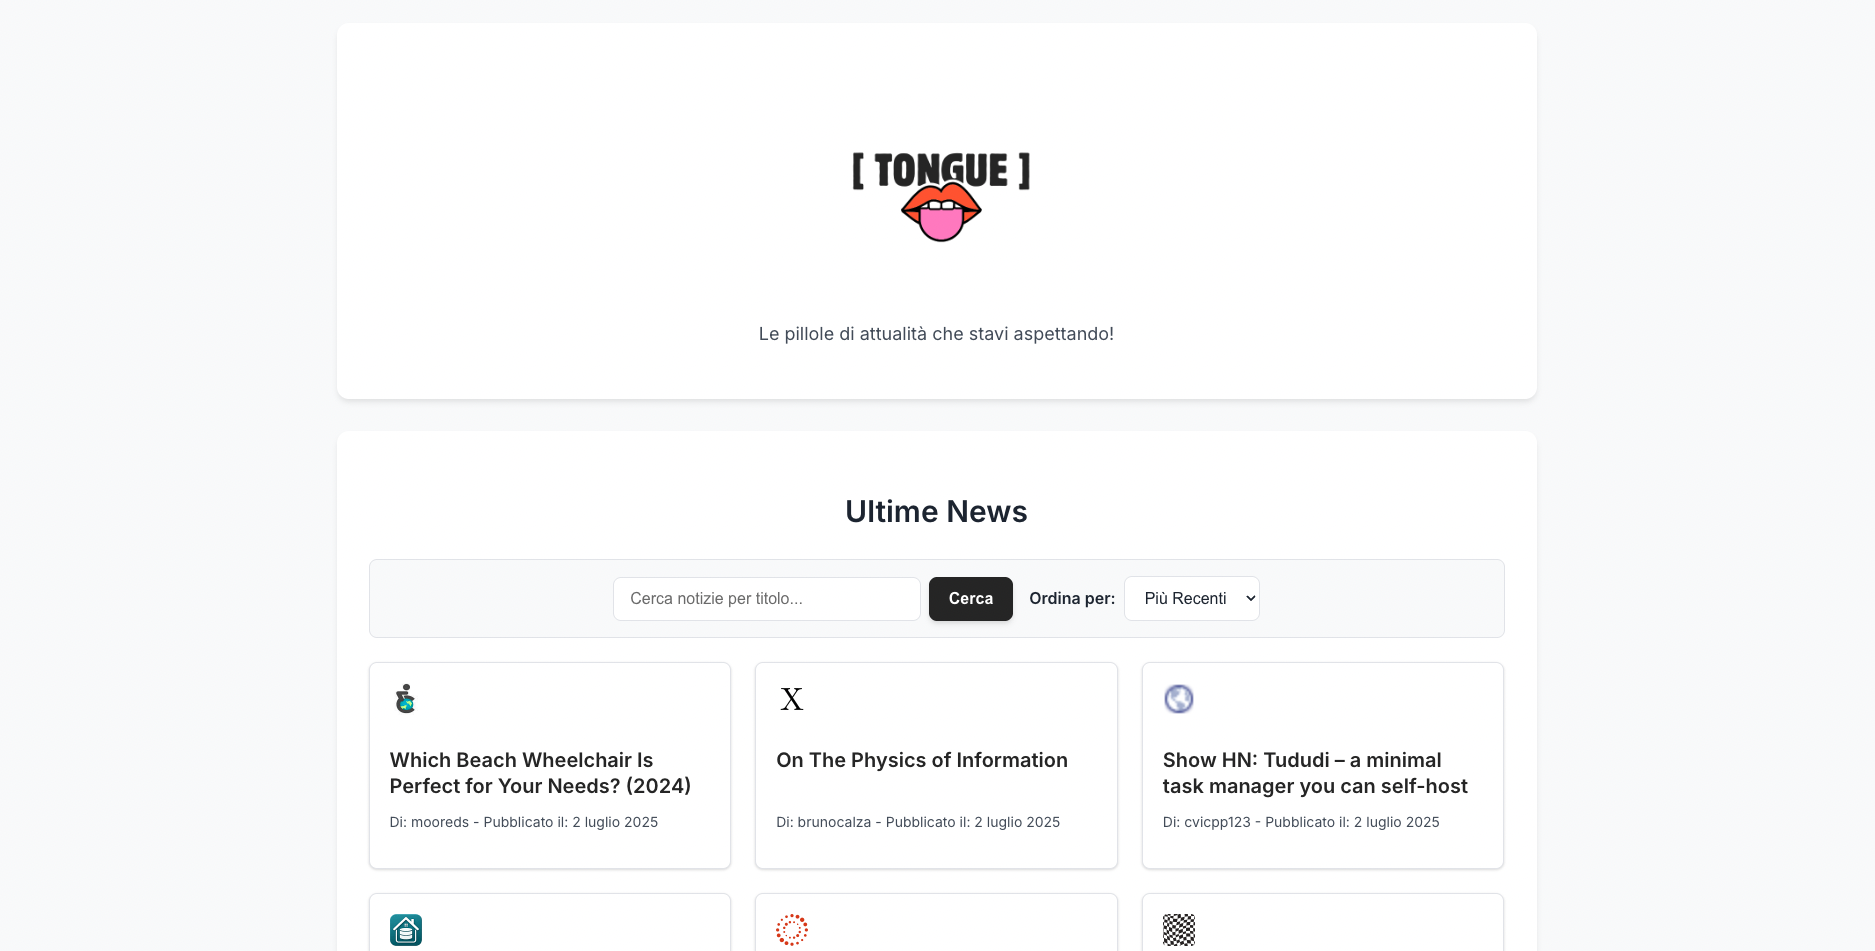 [ TONGUE ]
Le pillole di attualità che stavi aspettando!
Ultime News
Cerca notizie per titolo...
Cerca
Ordina per:
Più Recenti
Which Beach Wheelchair Is
Perfect for Your Needs? (2024)
Di: mooreds - Pubblicato il: 2 luglio 2025
X
On The Physics of Information
Di: brunocalza - Pubblicato il: 2 luglio 2025
Show HN: Tududi – a minimal
task manager you can self-host
Di: cvicpp123 - Pubblicato il: 2 luglio 2025